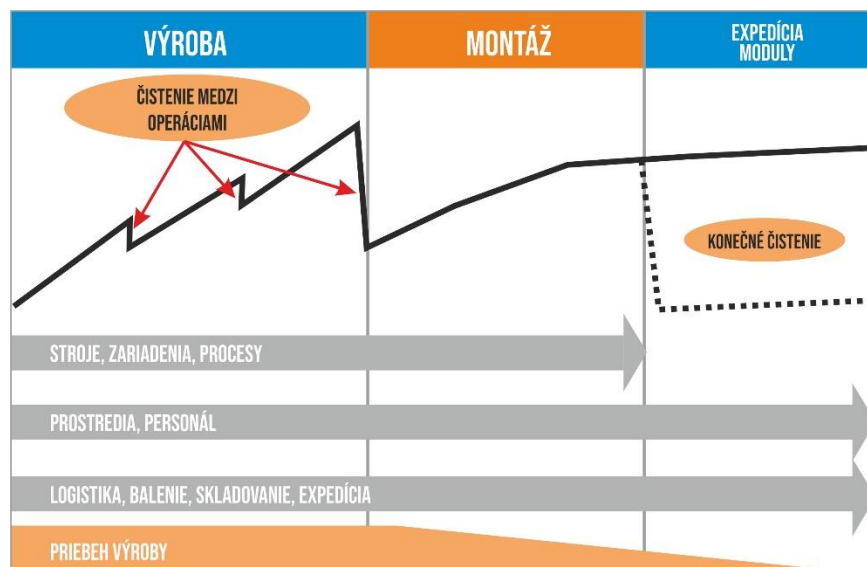 VÝROBA
MONTÁŽ
EXPEDÍCIA
MODULY
ČISTENIE MEDZI
OPERÁCIAMI
KONEČNÉ ČISTENIE
STROJE, ZARIADENIA, PROCESY
PROSTREDIA, PERSONÁL
LOGISTIKA, BALENIE, SKLADOVANIE, EXPEDÍCIA
PRIEBEH VÝROBY